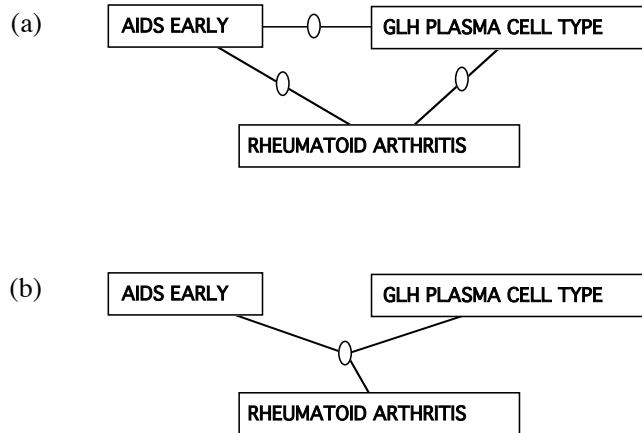 (a)
AIDS EARLY
GLH PLASMA CELL TYPE
RHEUMATOID ARTHRITIS
(b)
AIDS EARLY
GLH PLASMA CELL TYPE
RHEUMATOID ARTHRITIS